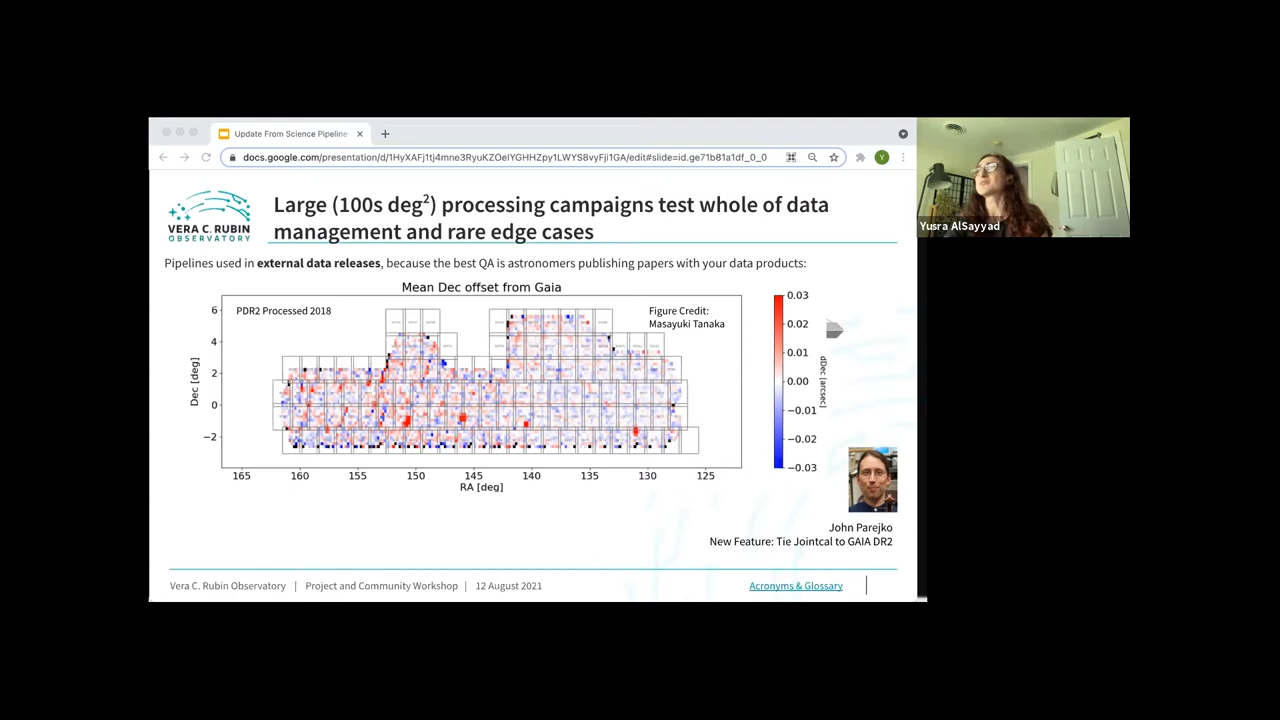 Update From Science Pipeline
docs.google.com/presentation/d/1HyXAFj1tj4mne3RyuKZOeIYGHHZpy1LWYS8vyFji1GA/edit#slide=id.ge71b81a1df_0_0
Y
Yusra AlSayyad
VERA C. RUBIN
OBSERVATORY
Large (100s deg2) processing campaigns test whole of data
management and rare edge cases
Pipelines used in external data releases, because the best QA is astronomers publishing papers with your data products:
Mean Dec offset from Gaia
PDR2 Processed 2018
Figure Credit:
Masayuki Tanaka
Dec [deg]
6
4
2
0
−2
165
160
155
150
145
140
135
130
125
RA [deg]
0.03
0.02
0.01
0.00
−0.01
−0.02
−0.03
dDec [arcsec]
John Parejko
New Feature: Tie Jointcal to GAIA DR2
Vera C. Rubin Observatory | Project and Community Workshop | 12 August 2021
Acronyms & Glossary